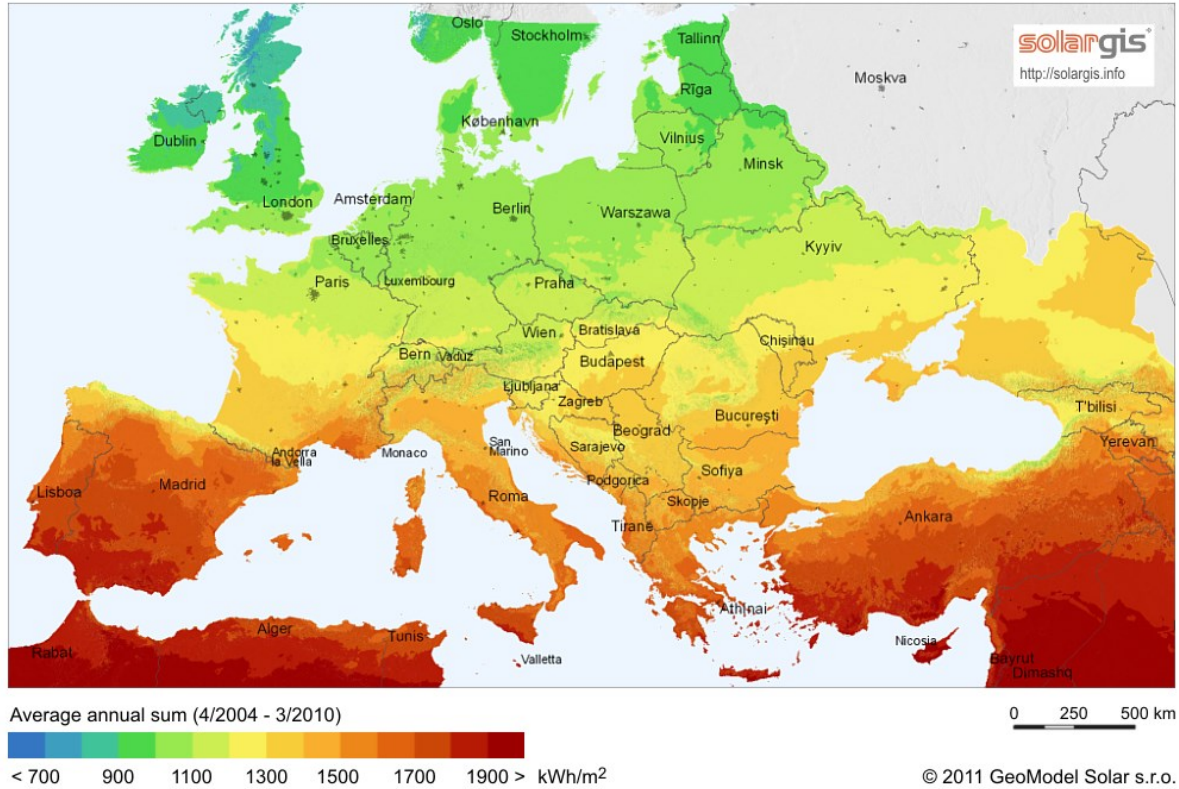 Oslo
Stockholm
Tallinn
solargis
http://solargis.info
Moskva
Rīga
København
Vilnius
Dublin
Minsk
London
Amsterdam
Berlin
Warszawa
Bruxelles
Kyyiv
Paris
Luxembourg
Praha
Wien
Bratislava
Chişinău
Bern
Vaduz
Budapest
Ljubljana
Zagreb
T'bilisi
Bucureşti
Beograd
Yerevan
Andorra
la Vella
Monaco
San
Marino
Sarajevo
Sofiya
Lisboa
Madrid
Podgorica
Roma
Skopje
Ankara
Tiranë
Athínai
Alger
Tunis
Nicosia
Rabat
Valletta
Bayrut
Dimashq
Average annual sum (4/2004 - 3/2010)
0 250 500 km
< 700 900 1100 1300 1500 1700 1900 > kWh/m²
© 2011 GeoModel Solar s.r.o.